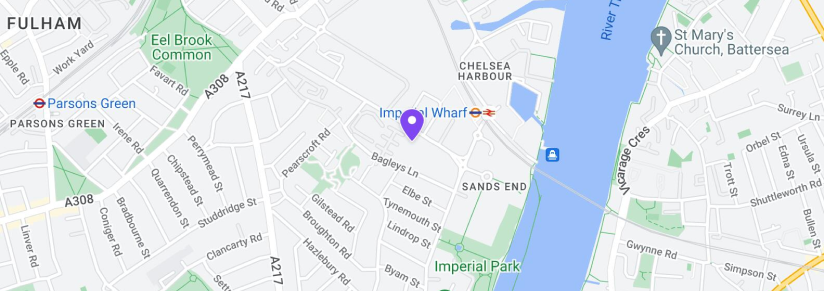 FULHAM
Eel Brook
Common
Work Yard
Epple Rd
Favart Rd
A308
A217
Parsons Green
PARSONS GREEN
Irene Rd
Perrymead St
Chipstead St
Quarrendon St
Bradbourne St
Coniger Rd
Studdridge St
A308
Linver Rd
Clancarty Rd
A217
Pearscroft Rd
Bagleys Ln
Gilstead Rd
Broughton Rd
Hazlebury Rd
Elbe St
Tynemouth St
Lindrop St
Byam St
Imperial Wharf
CHELSEA
HARBOUR
SANDS END
Imperial Park
St Mary's
Church, Battersea
Vicarage Cres
Surrey Ln
Orbel St
Edna St
Ursula St
Trott St
Shuttleworth Rd
Bullen St
Gwynne Rd
Simpson St